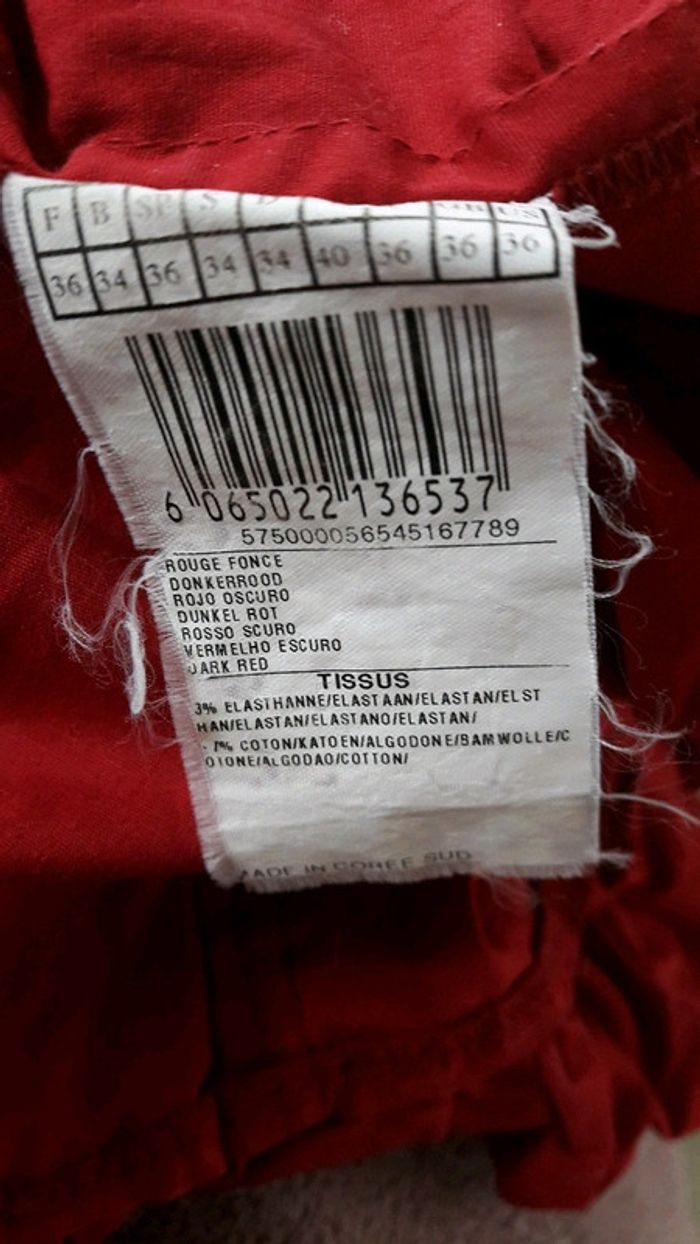 F B SP S
36 34 36 34 34 40 36 36 36
6 065022 136537
575000056545167789
ROUGE FONCE
DONKERROOD
ROJO OSCURO
DUNKEL ROT
ROSSO SCURO
VERMELHO ESCURO
DARK RED
TISSUS
3% ELASTHANNE/ELASTAAN/ELASTAN/ELST
HAN/ELASTAN/ELASTANO/ELASTAN/
7% COTON/KATOEN/ALGODONE/BAMWOLLE/C
OTONE/ALGODAO/COTTON/
MADE IN COREE SUD